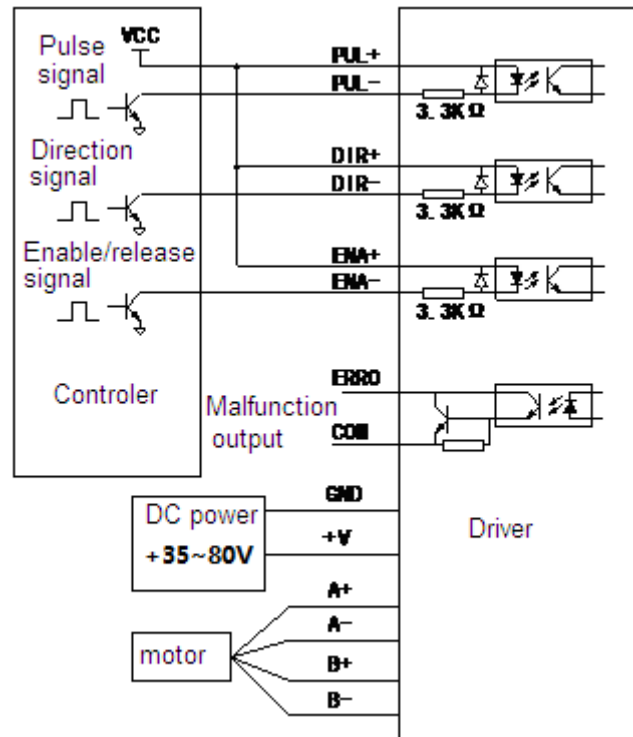 Pulse
signal
VCC
PUL+
PUL-
3.3KΩ
Direction
signal
DIR+
DIR-
3.3KΩ
Enable/release
signal
ENA+
ENA-
3.3KΩ
Controler
ERRO
Malfunction
output
COM
GND
DC power
+35~80V
+V
Driver
A+
A-
motor
B+
B-